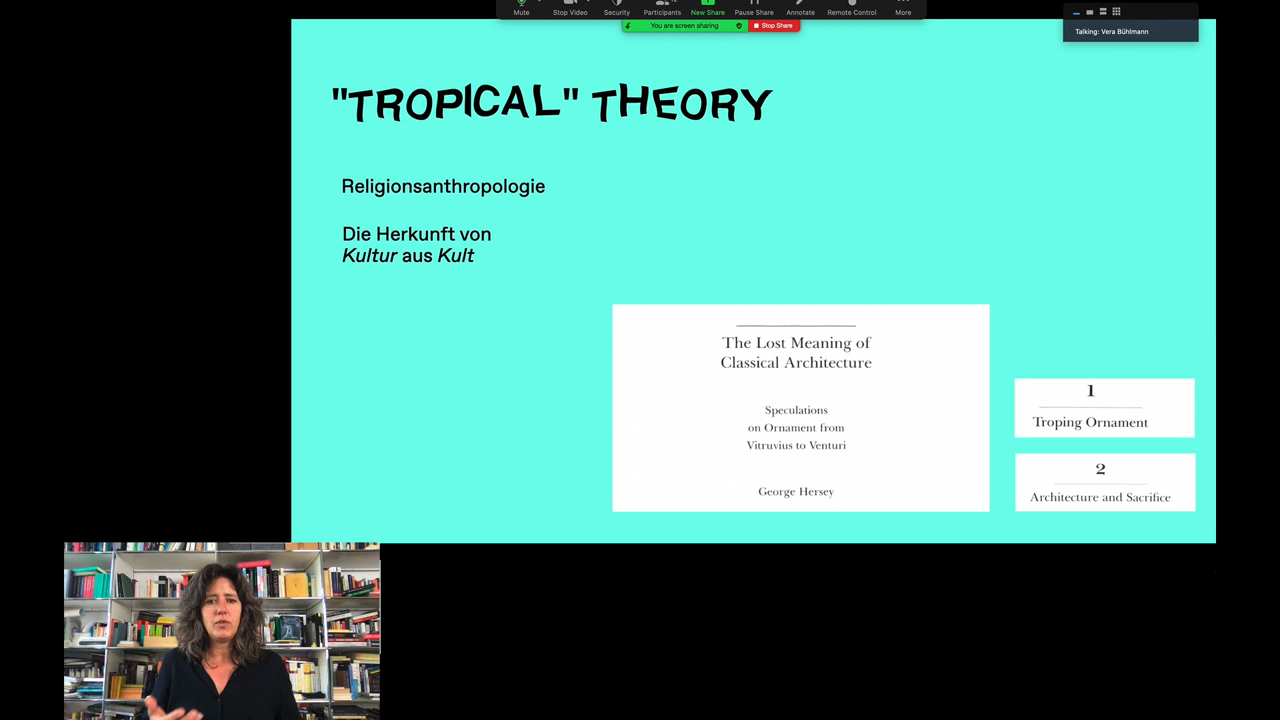 Mute
Stop Video
Security
Participants
New Share
Pause Share
Annotate
Remote Control
More
You are screen sharing
Stop Share
Talking: Vera Bühlmann
"TROPICAL" THEORY
Religionsanthropologie
Die Herkunft von
Kultur aus Kult
The Lost Meaning of
Classical Architecture
Speculations
on Ornament from
Vitruvius to Venturi
George Hersey
1
Troping Ornament
2
Architecture and Sacrifice